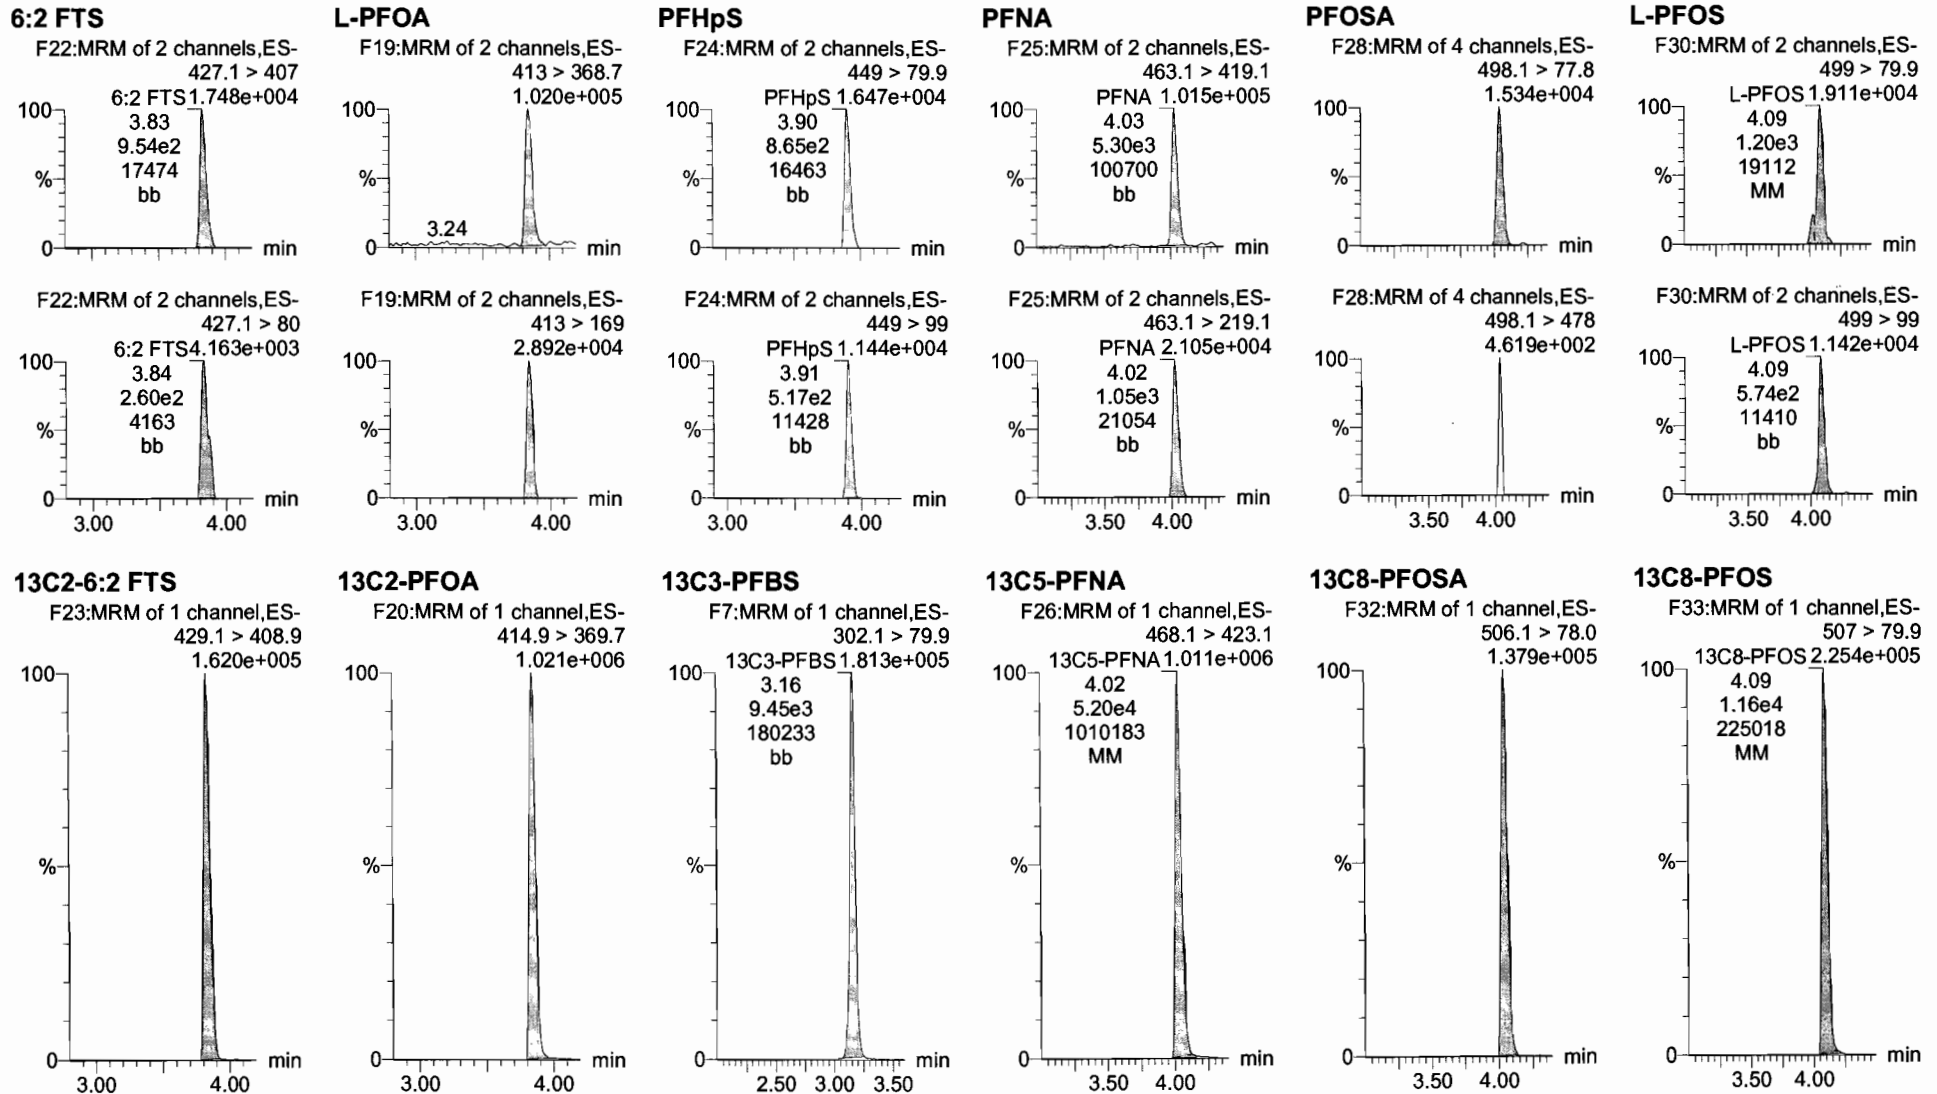 6:2 FTS
F22:MRM of 2 channels,ES-
427.1 > 407
6:2 FTS 1.748e+004
3.83
9.54e2
17474
bb
100
%
0
min
L-PFOA
F19:MRM of 2 channels,ES-
413 > 368.7
1.020e+005
100
3.24
%
0
min
PFHpS
F24:MRM of 2 channels,ES-
449 > 79.9
PFHpS 1.647e+004
3.90
8.65e2
16463
bb
100
%
0
min
PFNA
F25:MRM of 2 channels,ES-
463.1 > 419.1
PFNA 1.015e+005
4.03
5.30e3
100700
bb
100
%
0
min
PFOSA
F28:MRM of 4 channels,ES-
498.1 > 77.8
1.534e+004
100
%
0
min
L-PFOS
F30:MRM of 2 channels,ES-
499 > 79.9
L-PFOS 1.911e+004
4.09
1.20e3
19112
MM
100
%
0
min
F22:MRM of 2 channels,ES-
427.1 > 80
6:2 FTS 4.163e+003
3.84
2.60e2
4163
bb
100
%
0
min
3.00 4.00
F19:MRM of 2 channels,ES-
413 > 169
2.892e+004
100
%
0
min
3.00 4.00
F24:MRM of 2 channels,ES-
449 > 99
PFHpS 1.144e+004
3.91
5.17e2
11428
bb
100
%
0
min
3.00 4.00
F25:MRM of 2 channels,ES-
463.1 > 219.1
PFNA 2.105e+004
4.02
1.05e3
21054
bb
100
%
0
min
3.50 4.00
F28:MRM of 4 channels,ES-
498.1 > 478
4.619e+002
100
%
0
min
3.50 4.00
F30:MRM of 2 channels,ES-
499 > 99
L-PFOS 1.142e+004
4.09
5.74e2
11410
bb
100
%
0
min
3.50 4.00
13C2-6:2 FTS
F23:MRM of 1 channel,ES-
429.1 > 408.9
1.620e+005
100
%
0
min
3.00 4.00
13C2-PFOA
F20:MRM of 1 channel,ES-
414.9 > 369.7
1.021e+006
100
%
0
min
3.00 4.00
13C3-PFBS
F7:MRM of 1 channel,ES-
302.1 > 79.9
13C3-PFBS 1.813e+005
3.16
9.45e3
180233
bb
100
%
0
min
2.50 3.00 3.50
13C5-PFNA
F26:MRM of 1 channel,ES-
468.1 > 423.1
13C5-PFNA 1.011e+006
4.02
5.20e4
1010183
MM
100
%
0
min
3.50 4.00
13C8-PFOSA
F32:MRM of 1 channel,ES-
506.1 > 78.0
1.379e+005
100
%
0
min
3.50 4.00
13C8-PFOS
F33:MRM of 1 channel,ES-
507 > 79.9
13C8-PFOS 2.254e+005
4.09
1.16e4
225018
MM
100
%
0
min
3.50 4.00